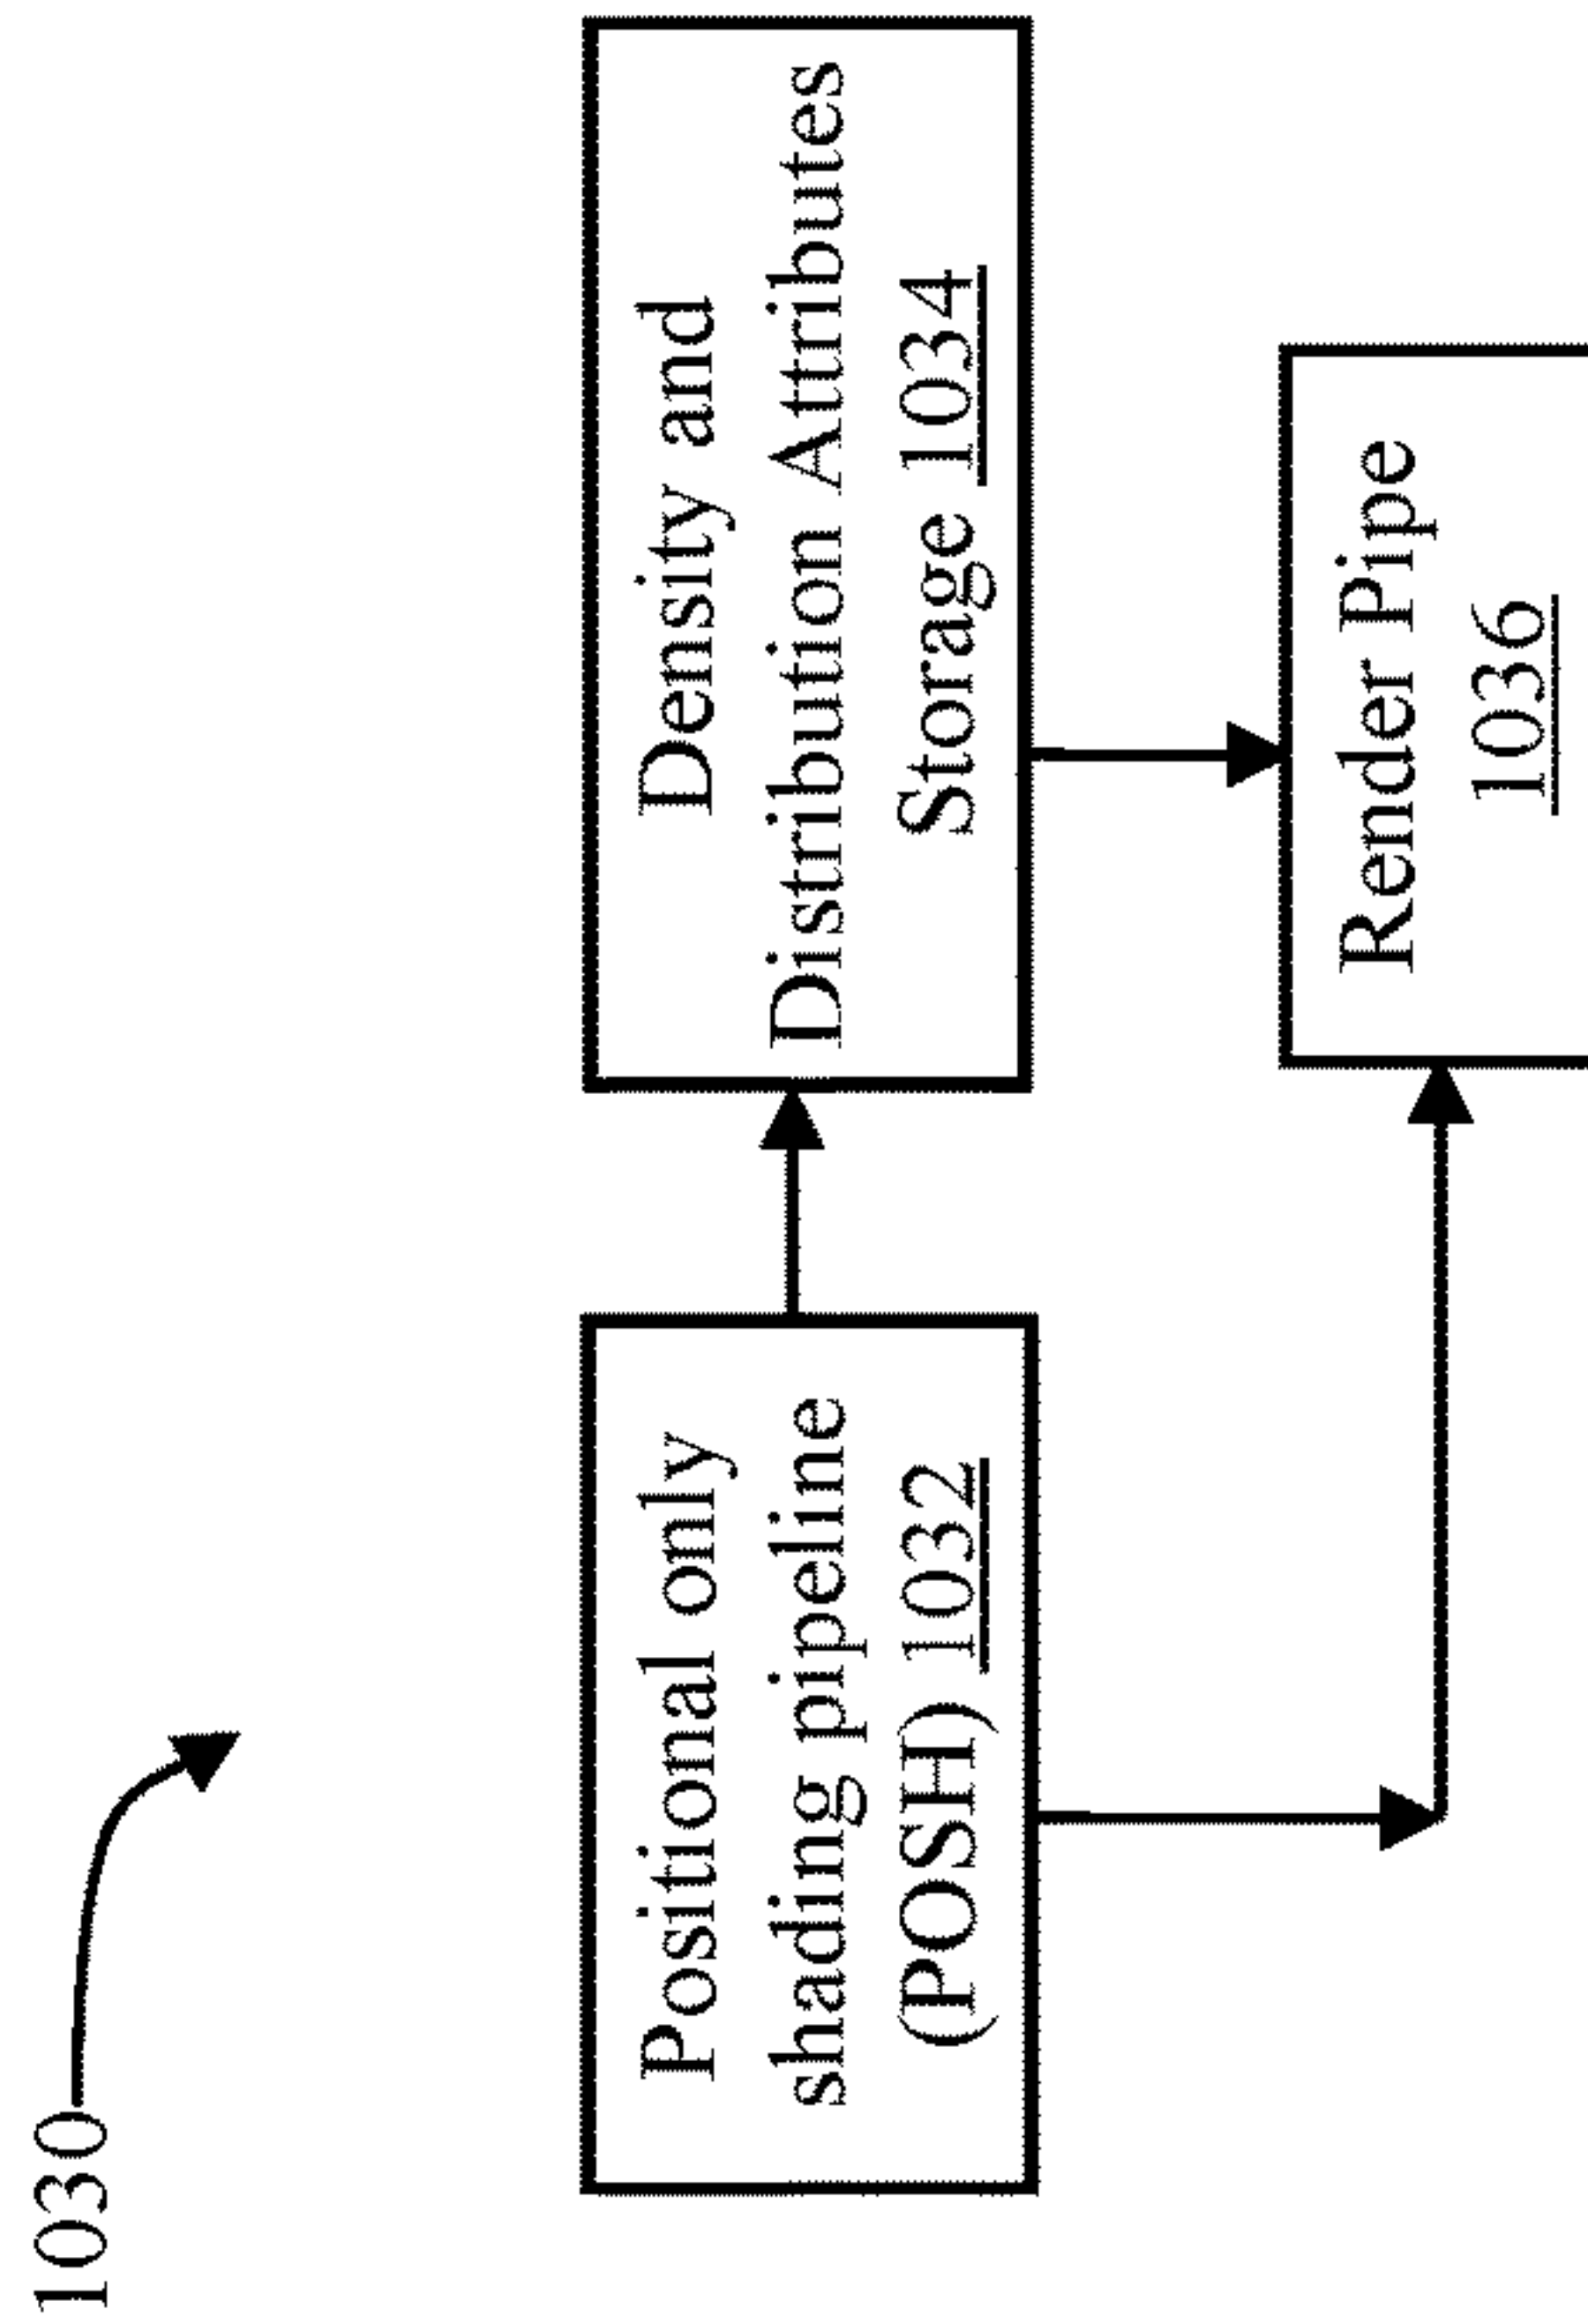 1030
Positional only
shading pipeline
(POSH) 1032
Density and
Distribution Attributes
Storage 1034
Render Pipe
1036